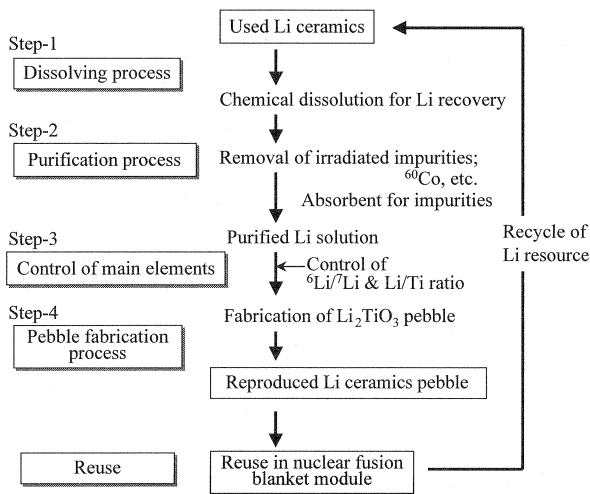 Used Li ceramics
Step-1
Dissolving process
Chemical dissolution for Li recovery
Step-2
Purification process
Removal of irradiated impurities;
⁶⁰Co, etc.
Absorbent for impurities
Step-3
Purified Li solution
Control of main elements
Control of
⁶Li/⁷Li & Li/Ti ratio
Recycle of
Li resource
Step-4
Fabrication of Li₂TiO₃ pebble
Pebble fabrication
process
Reproduced Li ceramics pebble
Reuse
Reuse in nuclear fusion
blanket module